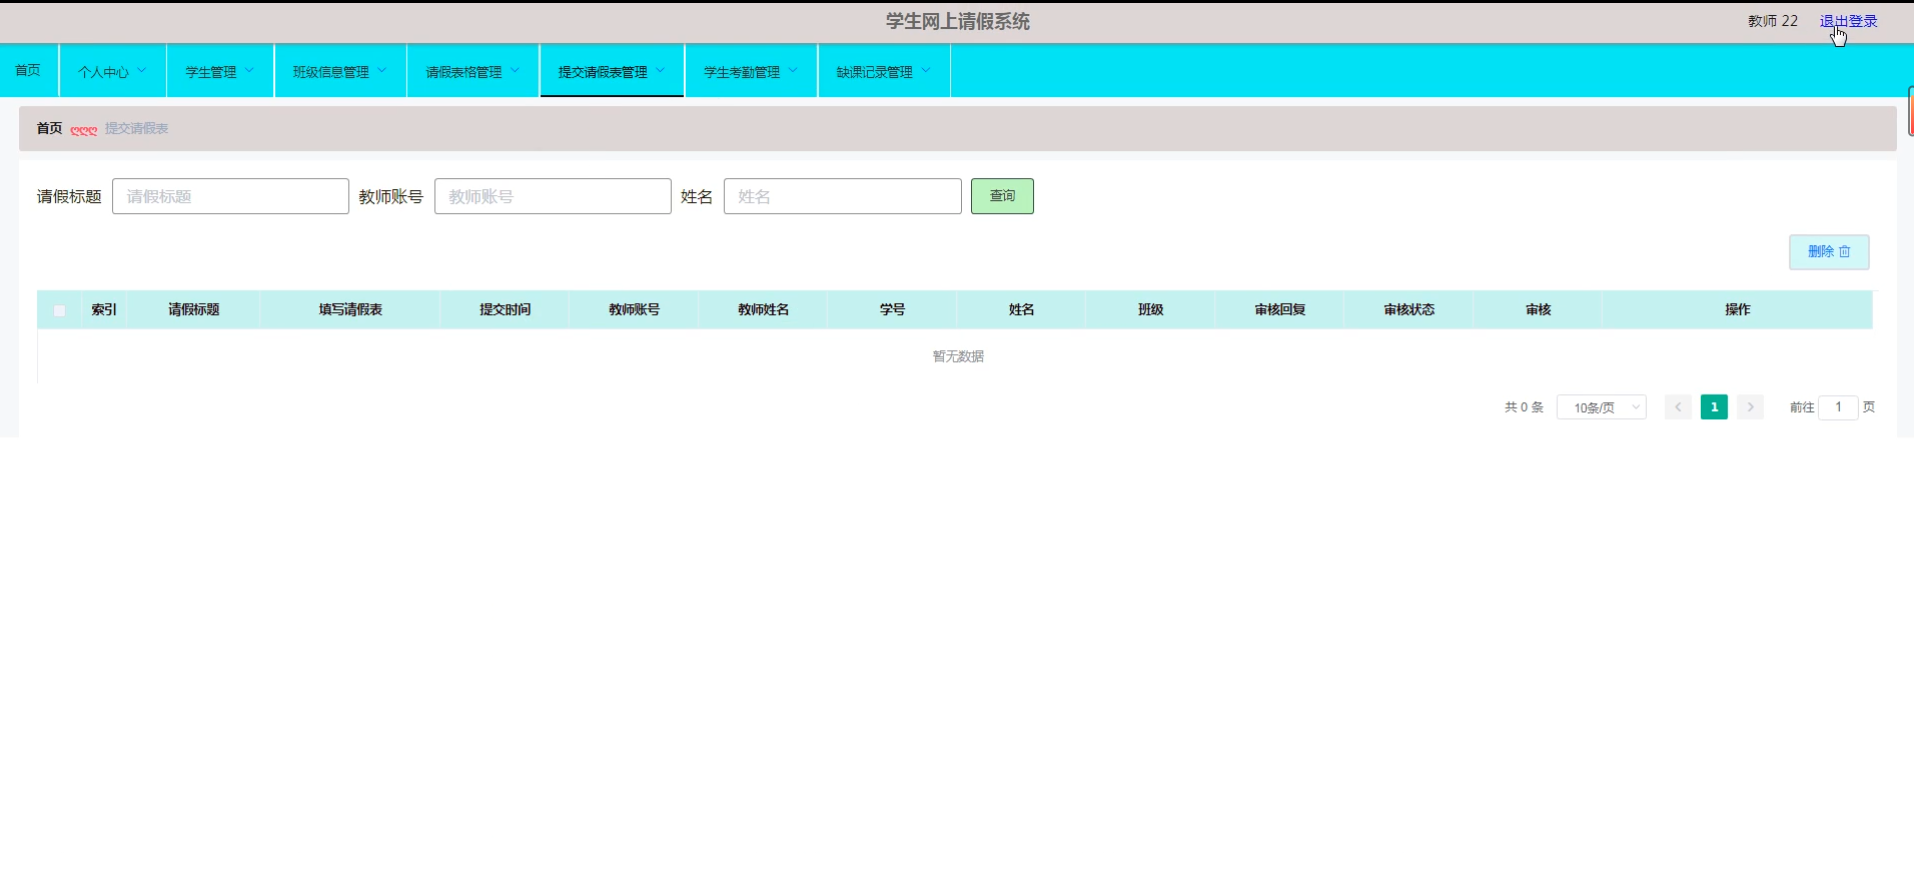 学生网上请假系统
教师 22 退出登录
首页 个人中心 学生管理 班级信息管理 请假表格管理 提交请假表管理 学生考勤管理 缺课记录管理
首页 ღღღ 提交请假表
请假标题 请假标题 教师账号 教师账号 姓名 姓名 查询
删除
索引 请假标题 填写请假表 提交时间 教师账号 教师姓名 学号 姓名 班级 审核回复 审核状态 审核 操作
暂无数据
共 0 条 10条/页 1 前往 1 页